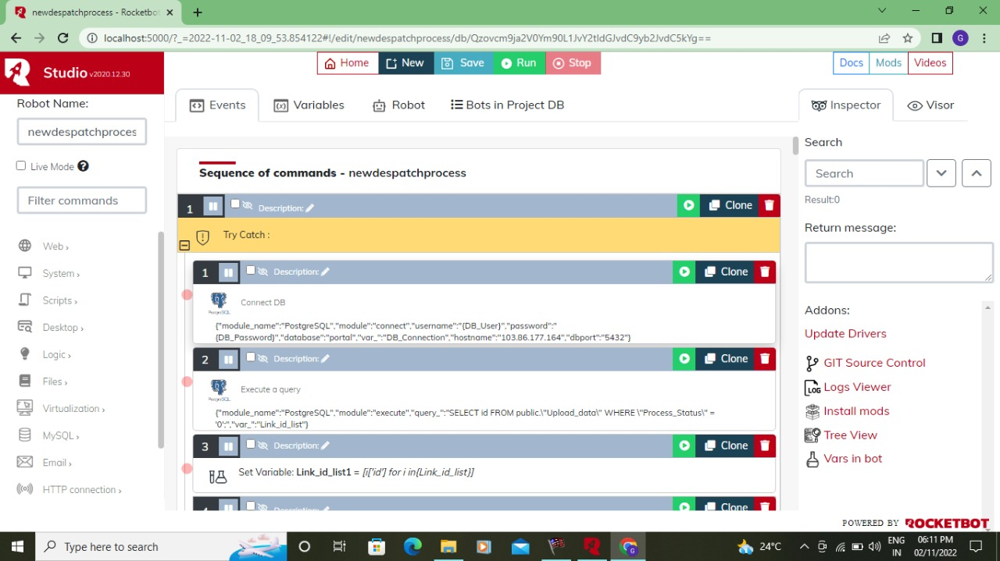 newdespatchprocess - Rocketbot
localhost:5000/?_=2022-11-02_18_09_53.854122#!/edit/newdespatchprocess/db/Qzovcm9ja2V0Ym90L1JvY2tldGJvdC9yb2JvdC5kYg==
G
Studio v2020.12.30
Home New Save Run Stop
Docs Mods Videos
Robot Name:
newdespatchproces
Live Mode
Filter commands
Web
System
Scripts
Desktop
Logic
Files
Virtualization
MySQL
Email
HTTP connection
Events Variables Robot Bots in Project DB
Sequence of commands - newdespatchprocess
1 Description: Clone
Try Catch :
1 Description: Clone
PostgreSQL
Connect DB
{"module_name":"PostgreSQL","module":"connect","username":"{DB_User}","password":"
{DB_Password}","database":"portal","var_":"DB_Connection","hostname":"103.86.177.164","dbport":"5432"}
2 Description: Clone
PostgreSQL
Execute a query
{"module_name":"PostgreSQL","module":"execute","query_":"SELECT id FROM public.\"Upload_data\" WHERE \"Process_Status\" =
'0';","var_":"Link_id_list"}
3 Description: Clone
Set Variable: Link_id_list1 = [i['id'] for i in{Link_id_list}]
4 Description: Clone
Inspector Visor
Search
Search
Result:0
Return message:
Addons:
Update Drivers
GIT Source Control
LOG Logs Viewer
Install mods
Tree View
Vars in bot
POWERED BY ROCKETBOT
Type here to search
G
24°C
ENG
IN
06:11 PM
02/11/2022